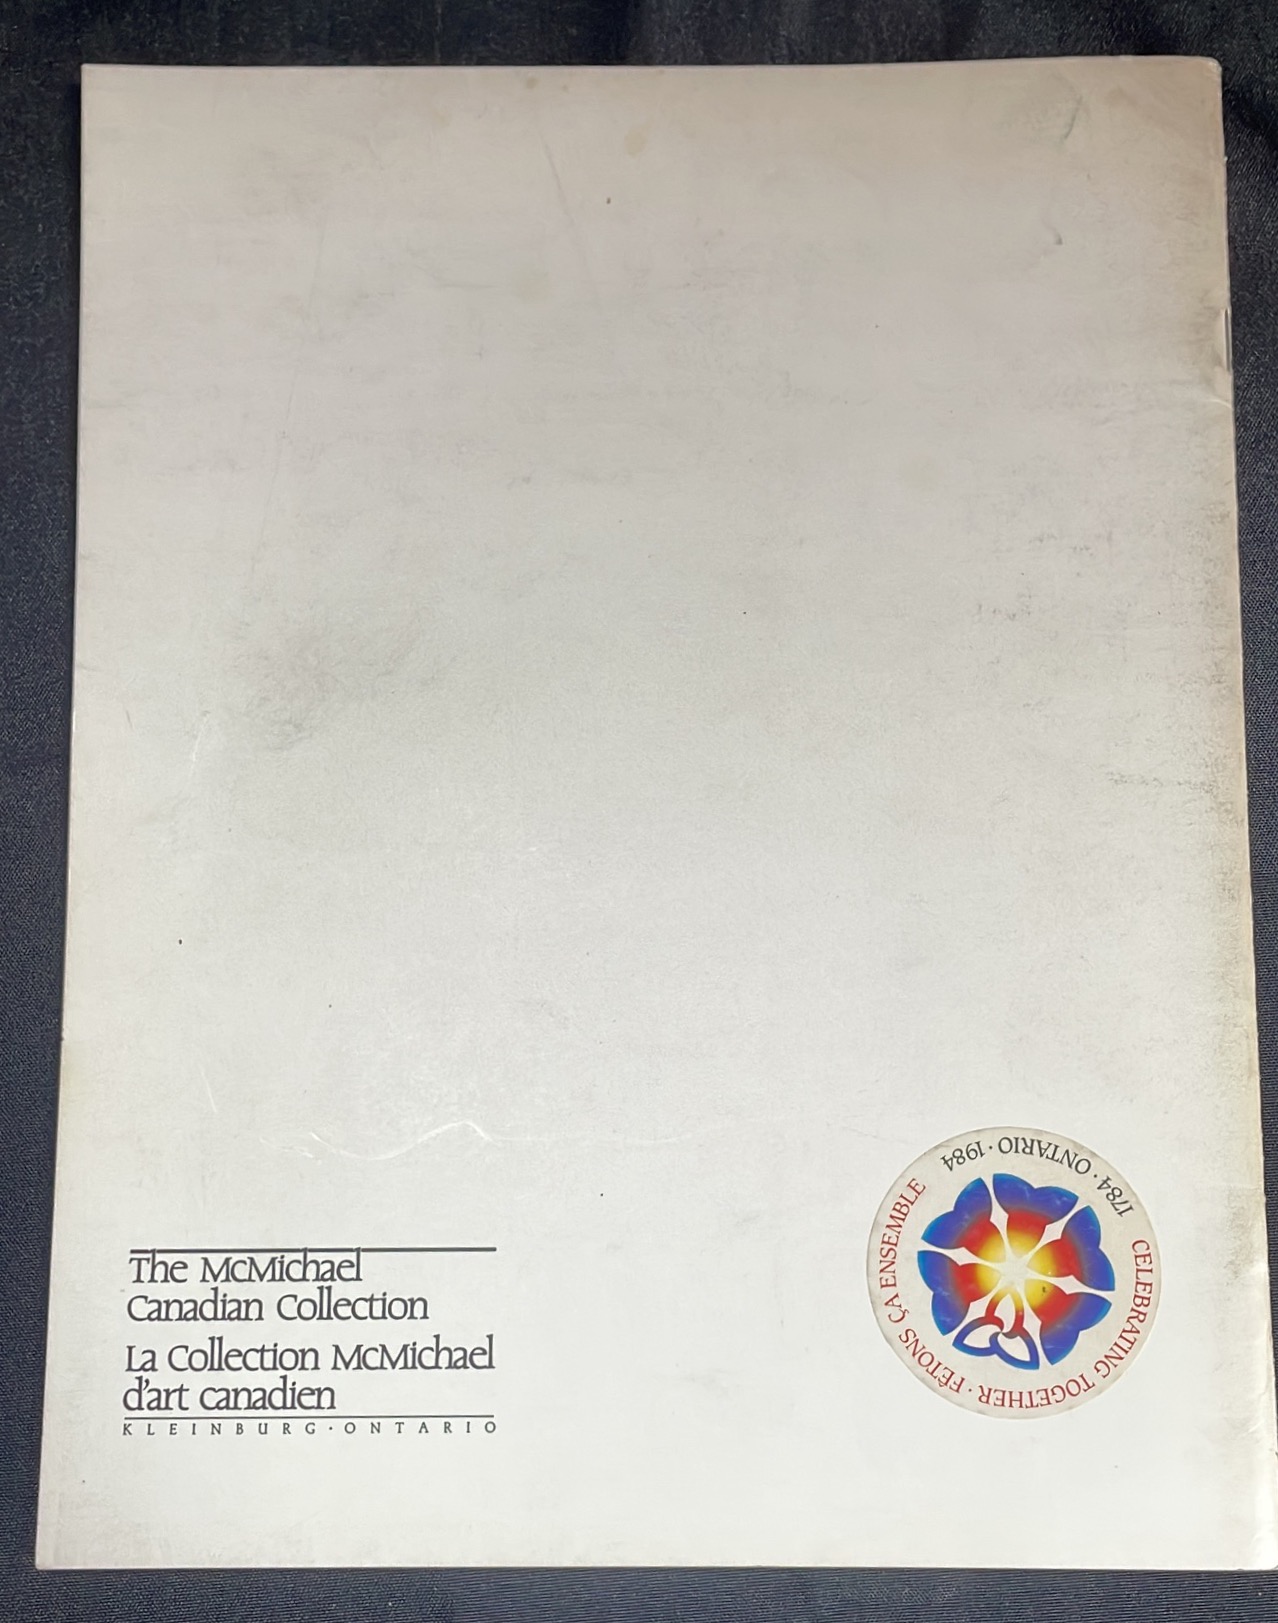 The McMichael
Canadian Collection
La Collection McMichael
d'art canadien
KLEINBURG·ONTARIO
1784 · ONTARIO · 1984
CELEBRATING TOGETHER · FÊTONS ÇA ENSEMBLE